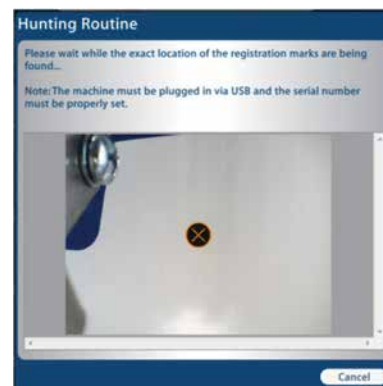 Hunting Routine
Please wait while the exact location of the registration marks are being
found...
Note: The machine must be plugged in via USB and the serial number
must be properly set.
Cancel